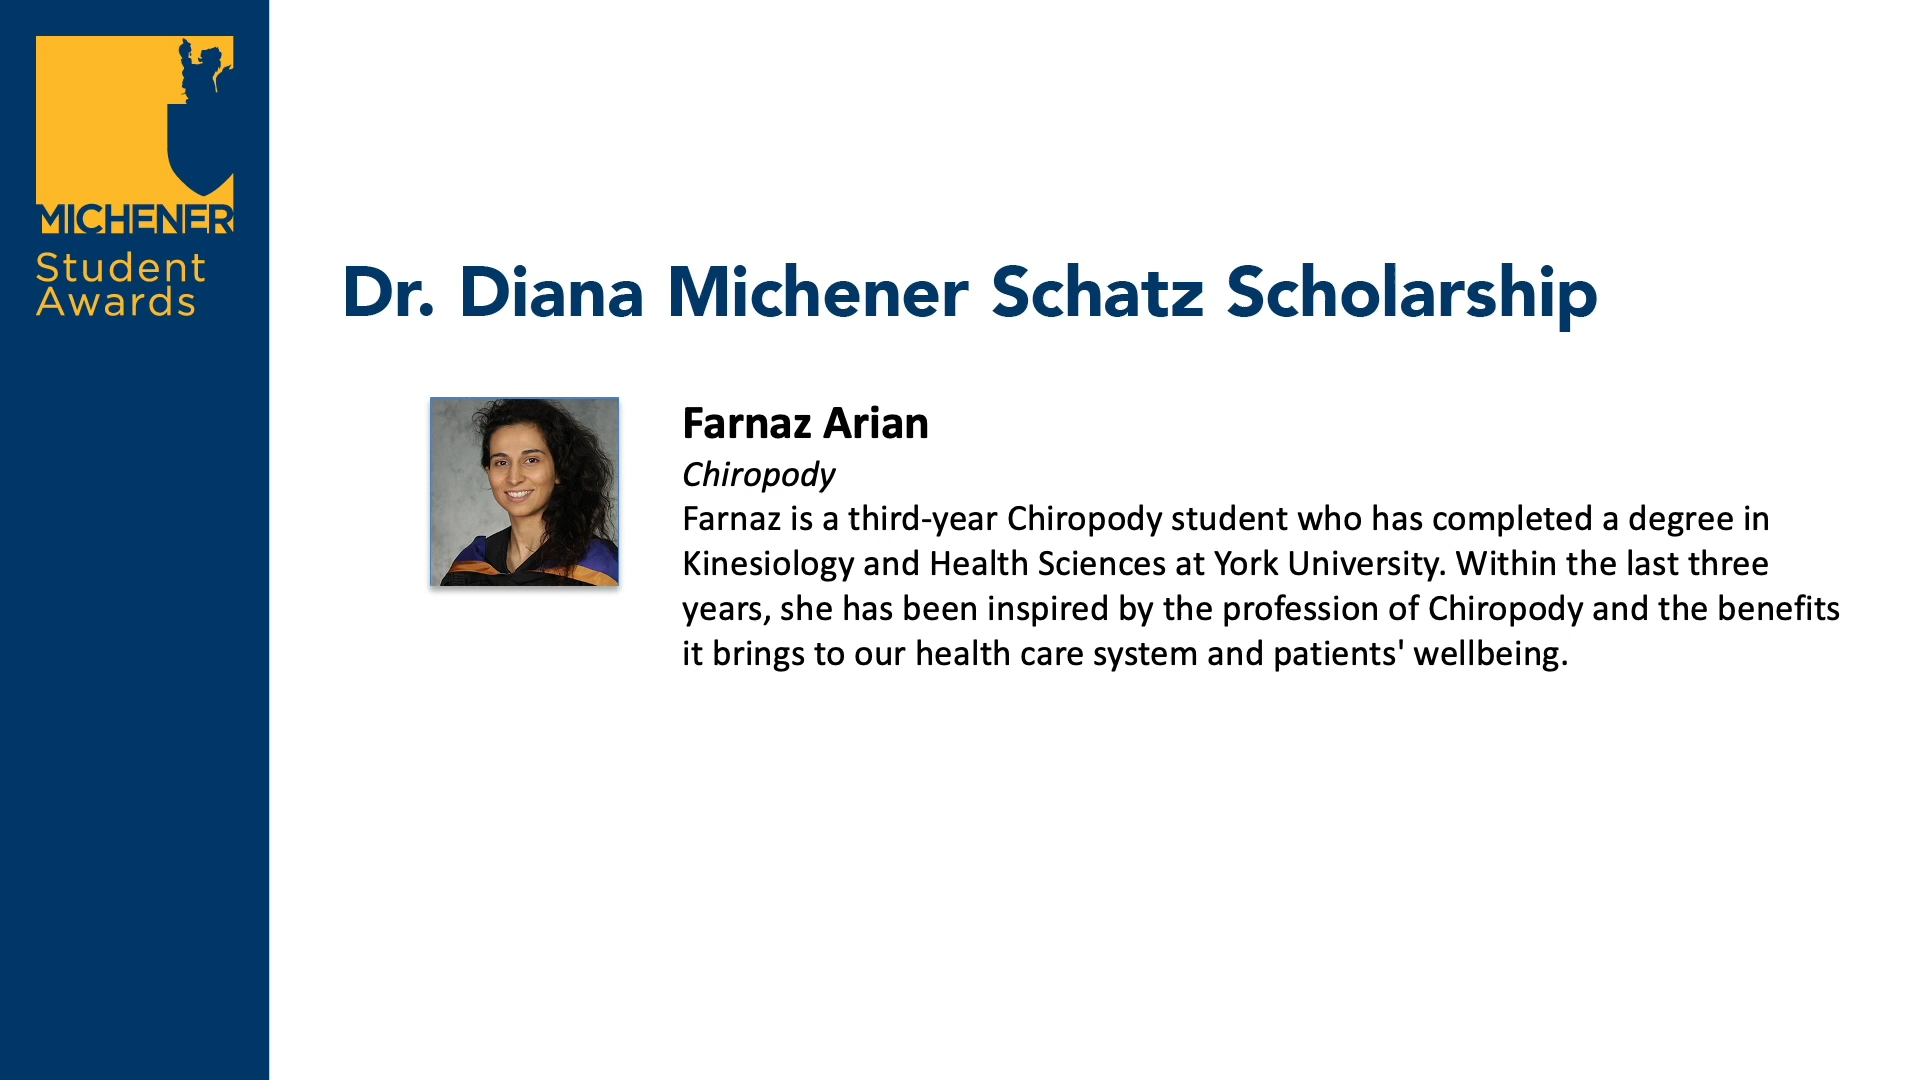 MICHENER
Student
Awards
Dr. Diana Michener Schatz Scholarship
Farnaz Arian
Chiropody
Farnaz is a third-year Chiropody student who has completed a degree in
Kinesiology and Health Sciences at York University. Within the last three
years, she has been inspired by the profession of Chiropody and the benefits
it brings to our health care system and patients' wellbeing.